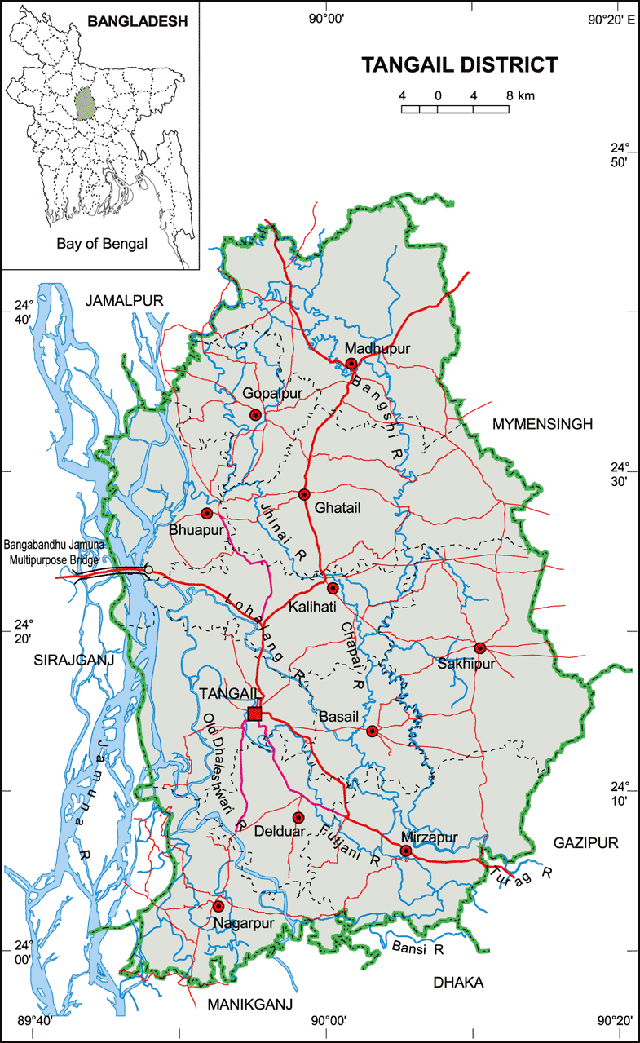 BANGLADESH
Bay of Bengal
90°00'
90°20' E
TANGAIL DISTRICT
4 0 4 8 km
24°
50'
JAMALPUR
24°
40'
Madhupur
Bangshi R
Gopalpur
MYMENSINGH
24°
30'
Ghatail
Jhinai R
Bhuapur
Bangabandhu Jamuna
Multipurpose Bridge
Kalihati
Lohajang R
Chapai R
24°
20'
SIRAJGANJ
Sakhipur
TANGAIL
Basail
Old Dhaleshwari R
Jamuna R
24°
10'
Delduar
Futjani R
Mirzapur
GAZIPUR
Turag R
Nagarpur
Bansi R
24°
00'
DHAKA
MANIKGANJ
89°40'
90°00'
90°20'